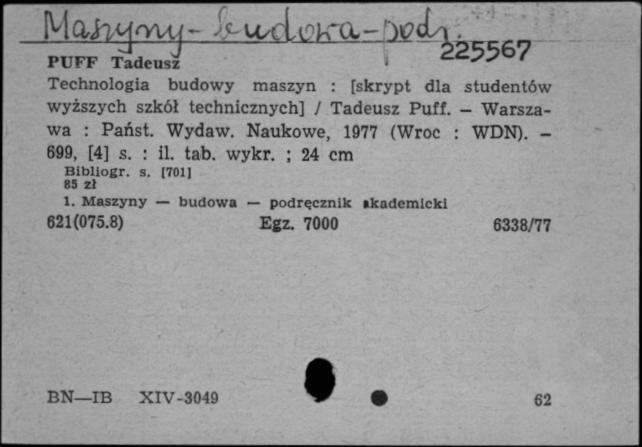 Maszyny - budowa - podr.
225567
PUFF Tadeusz
Technologia budowy maszyn : [skrypt dla studentów
wyższych szkół technicznych] / Tadeusz Puff. — Warsza-
wa : Państ. Wydaw. Naukowe, 1977 (Wroc : WDN). —
699, [4] s. : il. tab. wykr. ; 24 cm
Bibliogr. s. [701]
85 zł
1. Maszyny — budowa — podręcznik akademicki
621(075.8) Egz. 7000 6338/77
BN—IB XIV-3049 62